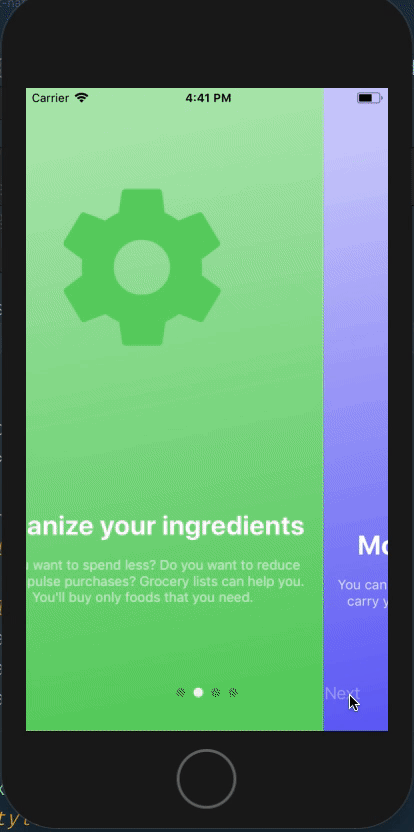 Carrier
4:41 PM
anize your ingredients
want to spend less? Do you want to reduce
pulse purchases? Grocery lists can help you.
You'll buy only foods that you need.
Mo
You can
carry y
Next